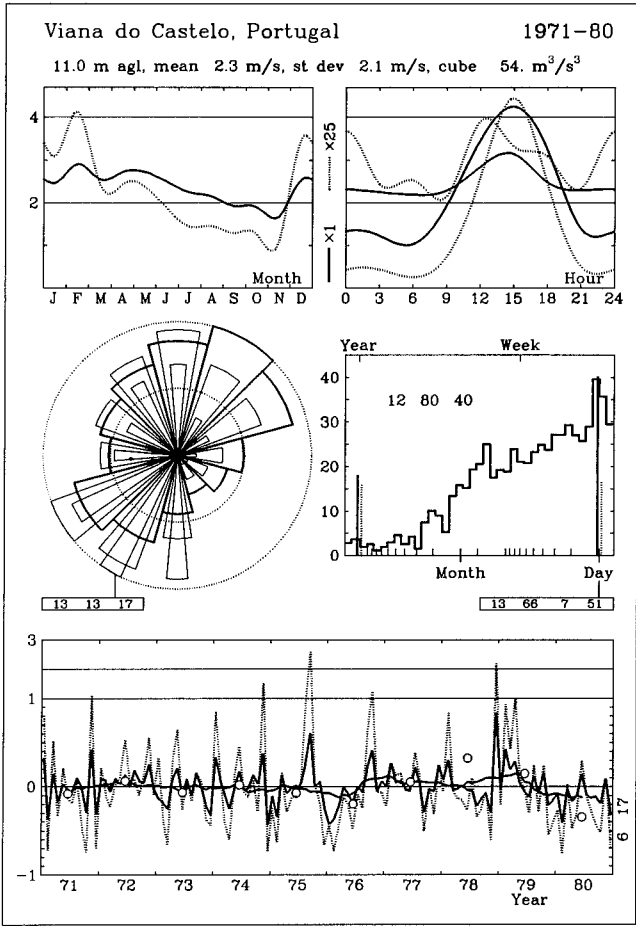 Viana do Castelo, Portugal 1971-80
11.0 m agl, mean 2.3 m/s, st dev 2.1 m/s, cube 54. m³/s³
4
2
Month
J F M A M J J A S O N D
×1 ×25
Hour
0 3 6 9 12 15 18 21 24
Year Week
40
30
20
10
0
12 80 40
Month Day
13 13 17
13 66 7 51
3
1
0
-1
71 72 73 74 75 76 77 78 79 80
Year
6 17